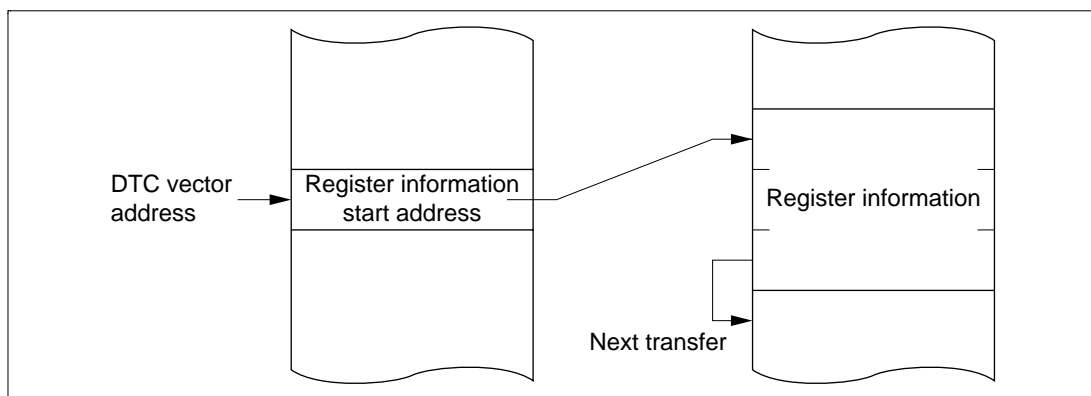 DTC vector
address
Register information
start address
Register information
Next transfer